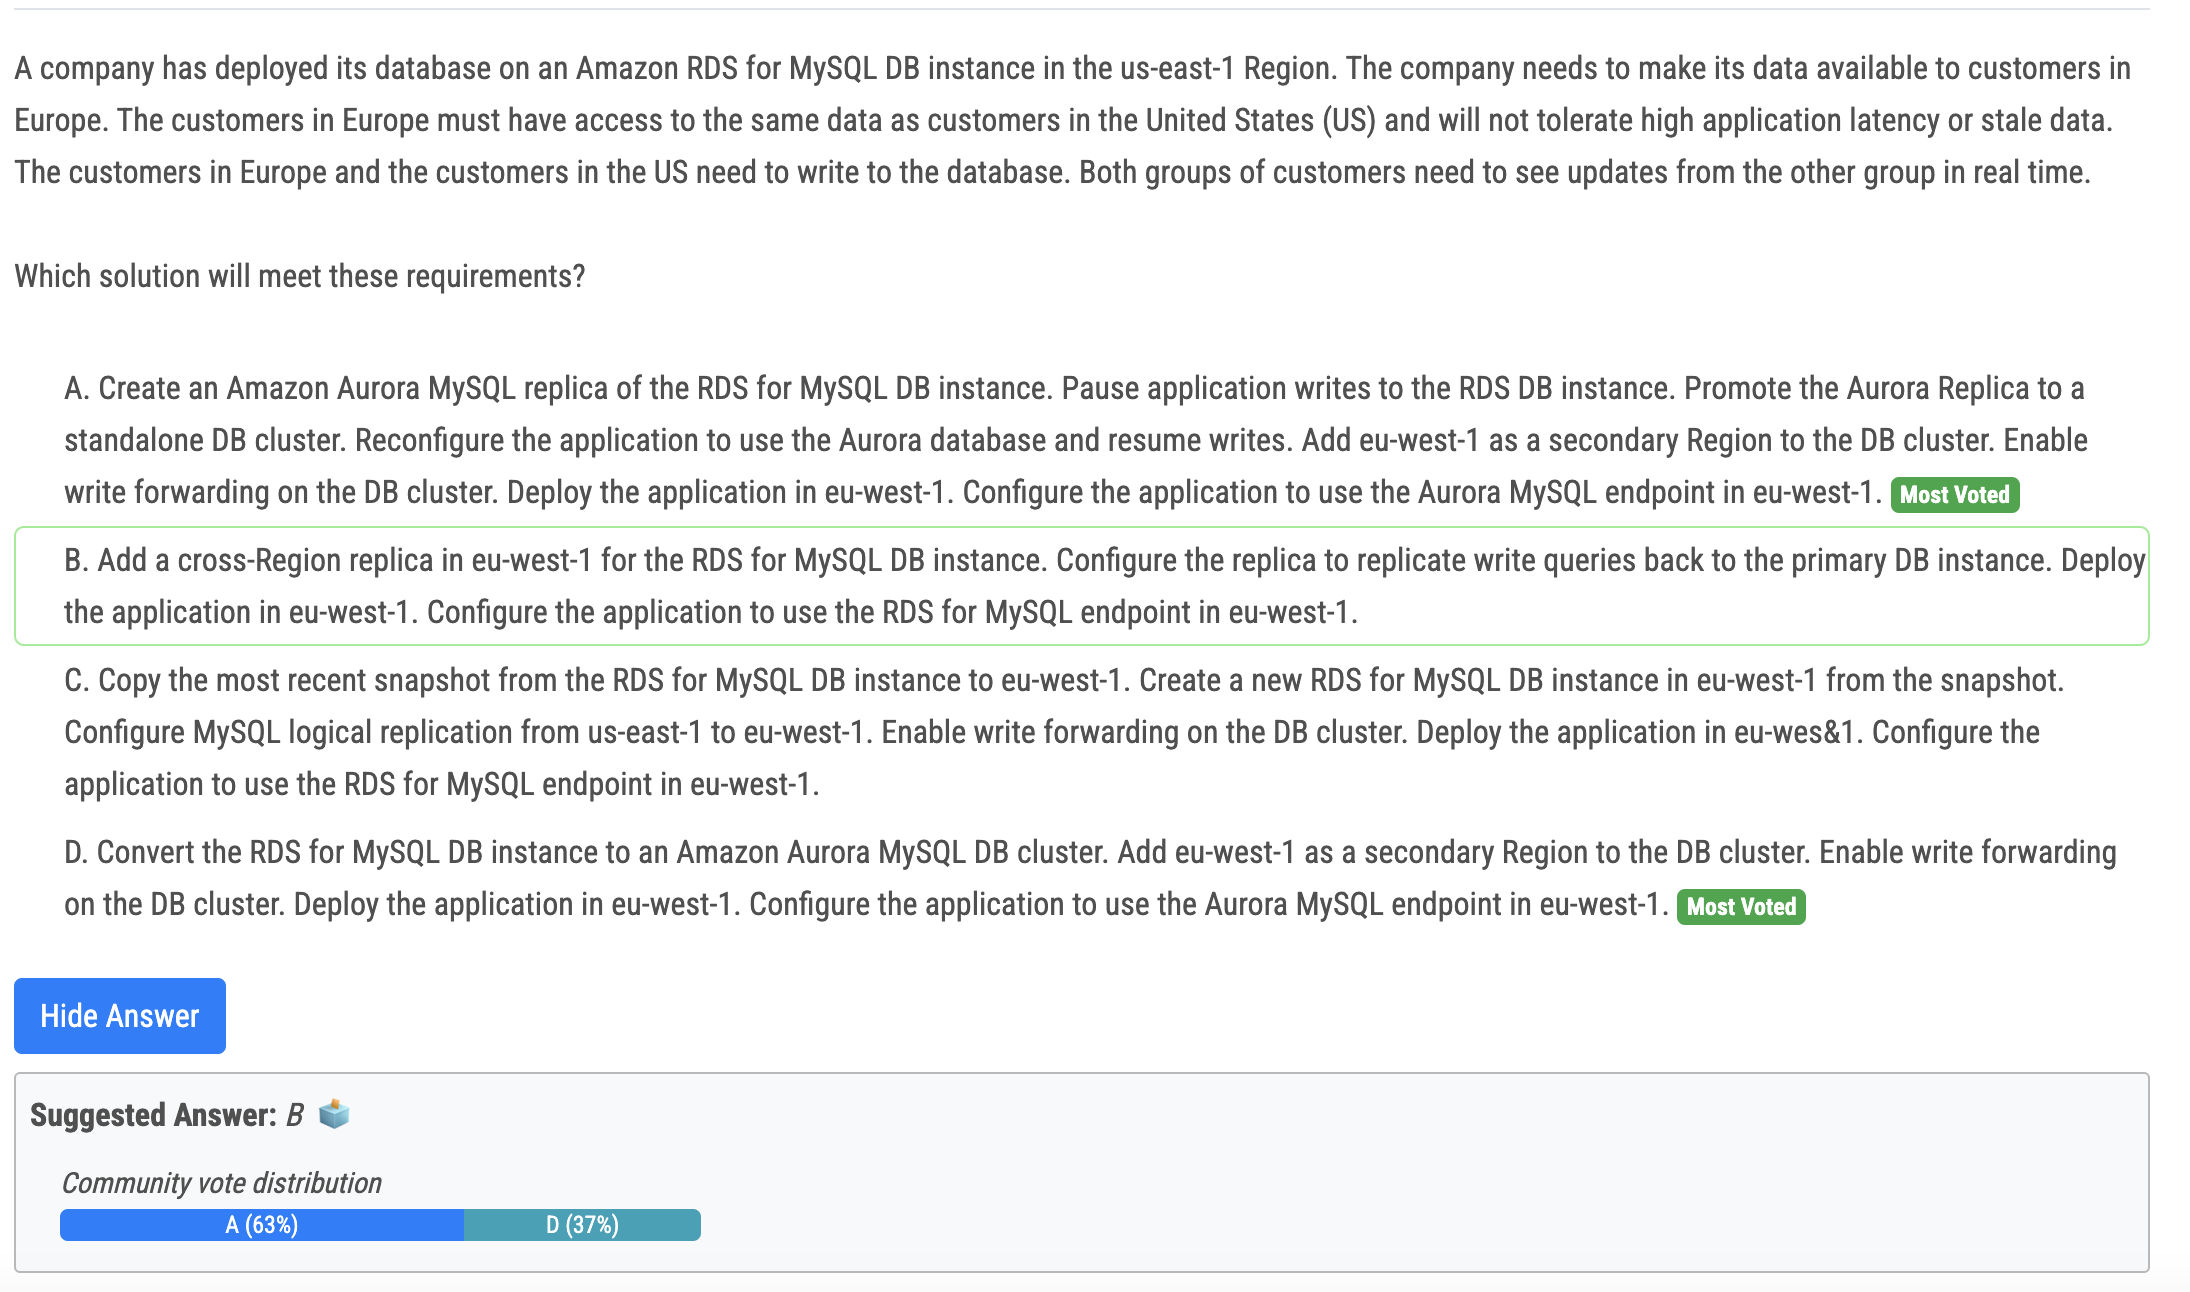 A company has deployed its database on an Amazon RDS for MySQL DB instance in the us-east-1 Region. The company needs to make its data available to customers in
Europe. The customers in Europe must have access to the same data as customers in the United States (US) and will not tolerate high application latency or stale data.
The customers in Europe and the customers in the US need to write to the database. Both groups of customers need to see updates from the other group in real time.
Which solution will meet these requirements?
A. Create an Amazon Aurora MySQL replica of the RDS for MySQL DB instance. Pause application writes to the RDS DB instance. Promote the Aurora Replica to a
standalone DB cluster. Reconfigure the application to use the Aurora database and resume writes. Add eu-west-1 as a secondary Region to the DB cluster. Enable
write forwarding on the DB cluster. Deploy the application in eu-west-1. Configure the application to use the Aurora MySQL endpoint in eu-west-1. Most Voted
B. Add a cross-Region replica in eu-west-1 for the RDS for MySQL DB instance. Configure the replica to replicate write queries back to the primary DB instance. Deploy
the application in eu-west-1. Configure the application to use the RDS for MySQL endpoint in eu-west-1.
C. Copy the most recent snapshot from the RDS for MySQL DB instance to eu-west-1. Create a new RDS for MySQL DB instance in eu-west-1 from the snapshot.
Configure MySQL logical replication from us-east-1 to eu-west-1. Enable write forwarding on the DB cluster. Deploy the application in eu-wes&1. Configure the
application to use the RDS for MySQL endpoint in eu-west-1.
D. Convert the RDS for MySQL DB instance to an Amazon Aurora MySQL DB cluster. Add eu-west-1 as a secondary Region to the DB cluster. Enable write forwarding
on the DB cluster. Deploy the application in eu-west-1. Configure the application to use the Aurora MySQL endpoint in eu-west-1. Most Voted
Hide Answer
Suggested Answer: B
Community vote distribution
A (63%) D (37%)